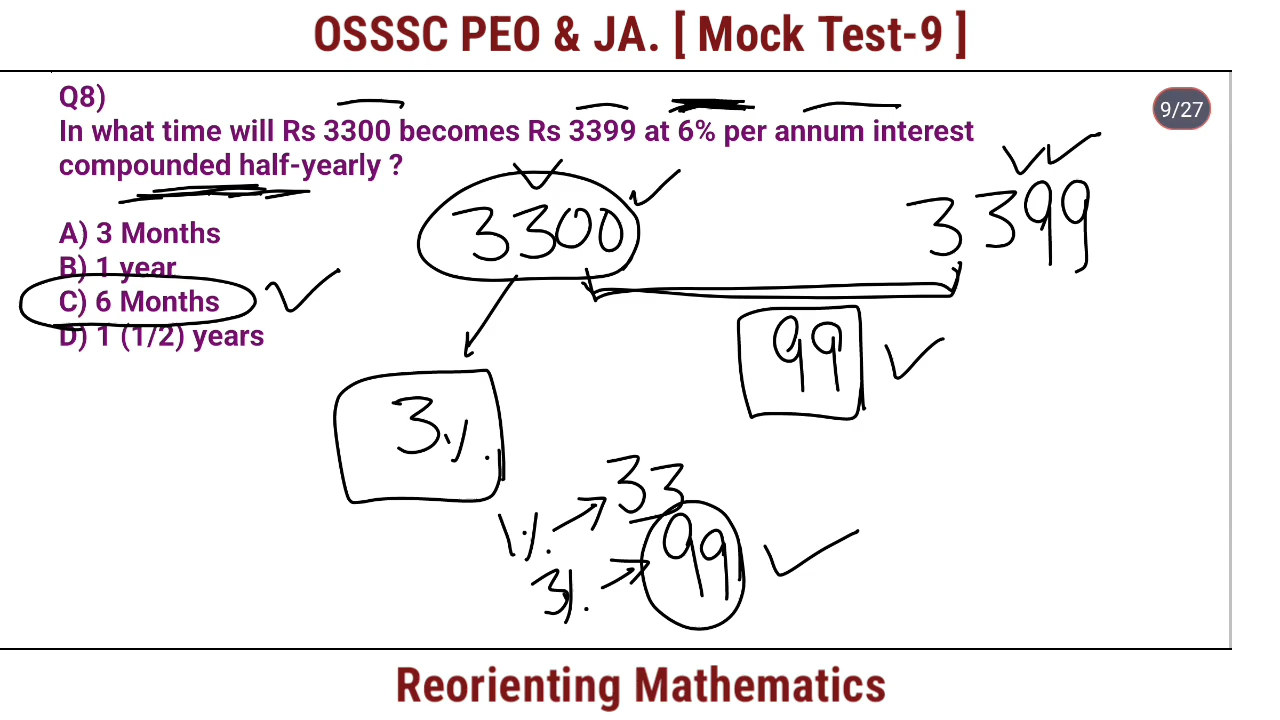 OSSSC PEO & JA. [ Mock Test-9 ]
Q8)
9/27
In what time will Rs 3300 becomes Rs 3399 at 6% per annum interest
compounded half-yearly ?
3300
3399
A) 3 Months
B) 1 year
C) 6 Months
D) 1 (1/2) years
99
3%
1% → 33
3% → 99
Reorienting Mathematics